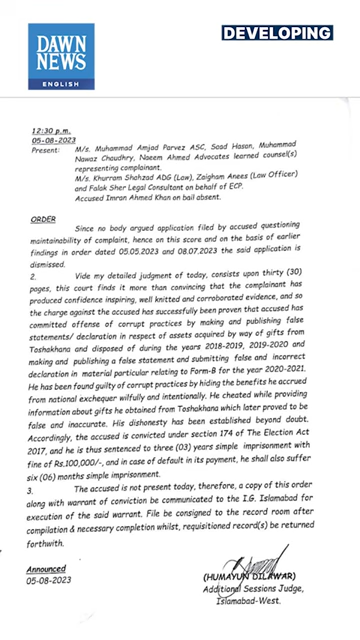 DAWN
NEWS
ENGLISH
DEVELOPING
12:30 p.m.
05-08-2023
Present: M/s. Muhammad Amjad Parvez ASC, Saad Hasan, Muhammad
Nawaz Chaudhry, Naeem Ahmed Advocates learned counsel(s)
representing complainant.
M/s. Khurram Shahzad ADG (Law), Zaigham Anees (Law Officer)
and Falak Sher Legal Consultant on behalf of ECP.
Accused Imran Ahmed Khan on bail absent.
ORDER
Since no body argued application filed by accused questioning
maintainability of complaint, hence on this score and on the basis of earlier
findings in order dated 05.05.2023 and 08.07.2023 the said application is
dismissed.
2. Vide my detailed judgment of today, consists upon thirty (30)
pages, this court finds it more than convincing that the complainant has
produced confidence inspiring, well knitted and corroborated evidence, and so
the charge against the accused has successfully been proven that accused has
committed offense of corrupt practices by making and publishing false
statements/ declaration in respect of assets acquired by way of gifts from
Toshakhana and disposed of during the years 2018-2019, 2019-2020 and
making and publishing a false statement and submitting false and incorrect
declaration in material particular relating to Form-B for the year 2020-2021.
He has been found guilty of corrupt practices by hiding the benefits he accrued
from national exchequer wilfully and intentionally. He cheated while providing
information about gifts he obtained from Toshakhana which later proved to be
false and inaccurate. His dishonesty has been established beyond doubt.
Accordingly, the accused is convicted under section 174 of The Election Act
2017, and he is thus sentenced to three (03) years simple imprisonment with
fine of Rs.100,000/-, and in case of default in its payment, he shall also suffer
six (06) months simple imprisonment.
3. The accused is not present today, therefore, a copy of this order
along with warrant of conviction be communicated to the I.G. Islamabad for
execution of the said warrant. File be consigned to the record room after
compilation & necessary completion whilst, requisitioned record(s) be returned
forthwith.
Announced
05-08-2023
(HUMAYUN DILAWAR)
Additional Sessions Judge,
Islamabad-West.